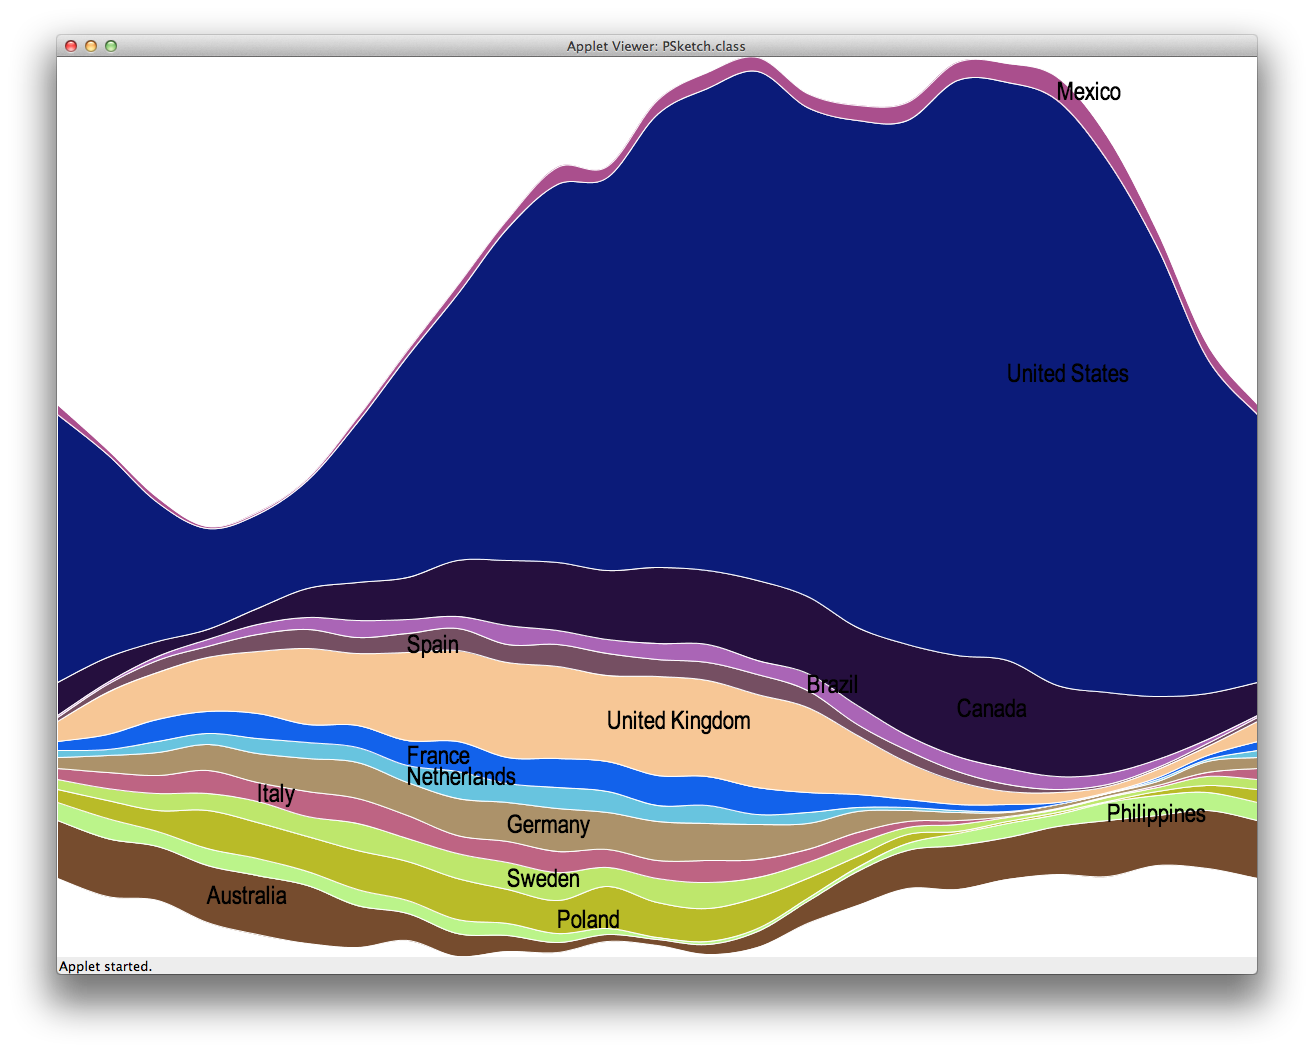 Applet Viewer: PSketch.class
Mexico
United States
Spain
Brazil
Canada
United Kingdom
France
Netherlands
Italy
Germany
Philippines
Sweden
Australia
Poland
Applet started.